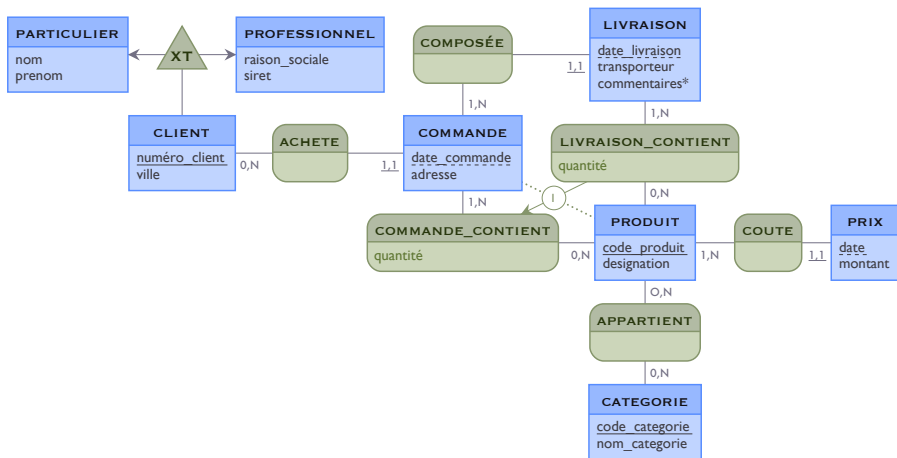 PARTICULIER
nom
prenom
XT
PROFESSIONNEL
raison_sociale
siret
COMPOSÉE
1,1
1,N
LIVRAISON
date_livraison
transporteur
commentaires*
1,N
CLIENT
numéro_client
ville
0,N
ACHETE
1,1
COMMANDE
date_commande
adresse
1,N
LIVRAISON_CONTIENT
quantité
0,N
I
COMMANDE_CONTIENT
quantité
0,N
PRODUIT
code_produit
designation
1,N
COUTE
1,1
PRIX
date
montant
O,N
APPARTIENT
0,N
CATEGORIE
code_categorie
nom_categorie